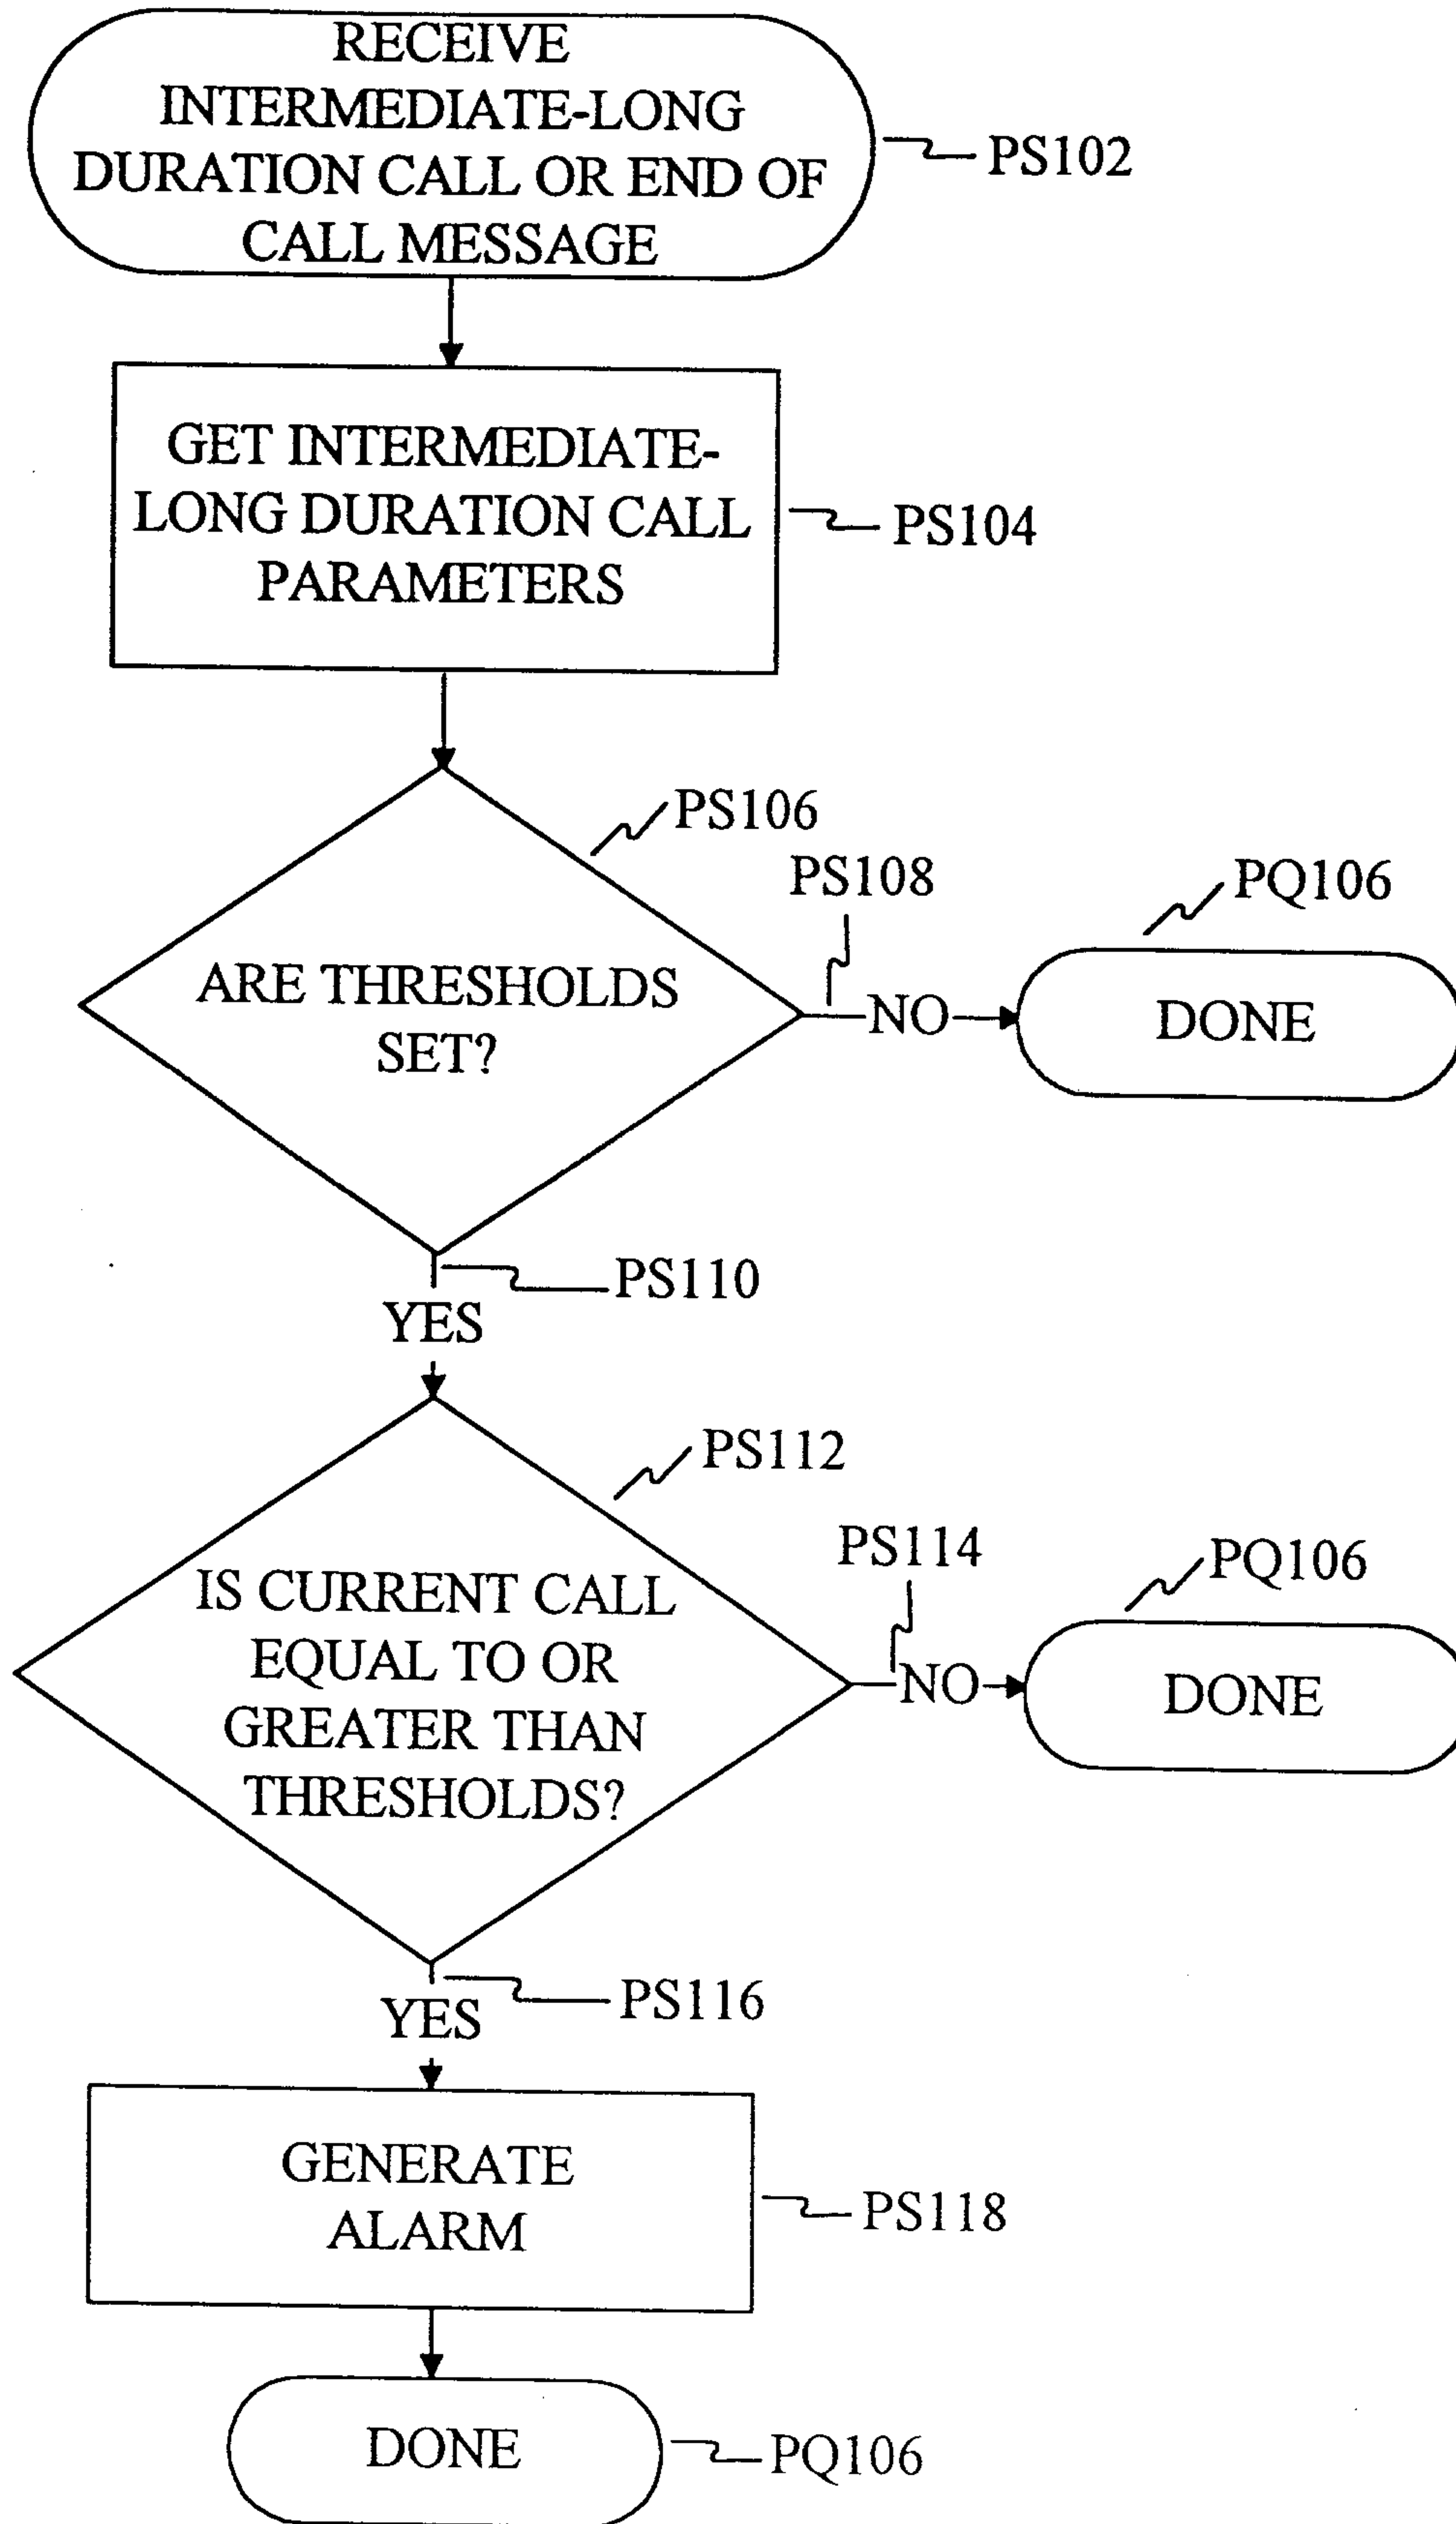 RECEIVE
INTERMEDIATE-LONG
DURATION CALL OR END OF
CALL MESSAGE
PS102
GET INTERMEDIATE-
LONG DURATION CALL
PARAMETERS
PS104
PS106
PS108
PQ106
ARE THRESHOLDS
SET?
NO
DONE
PS110
YES
PS112
PS114
PQ106
IS CURRENT CALL
EQUAL TO OR
GREATER THAN
THRESHOLDS?
NO
DONE
PS116
YES
GENERATE
ALARM
PS118
DONE
PQ106